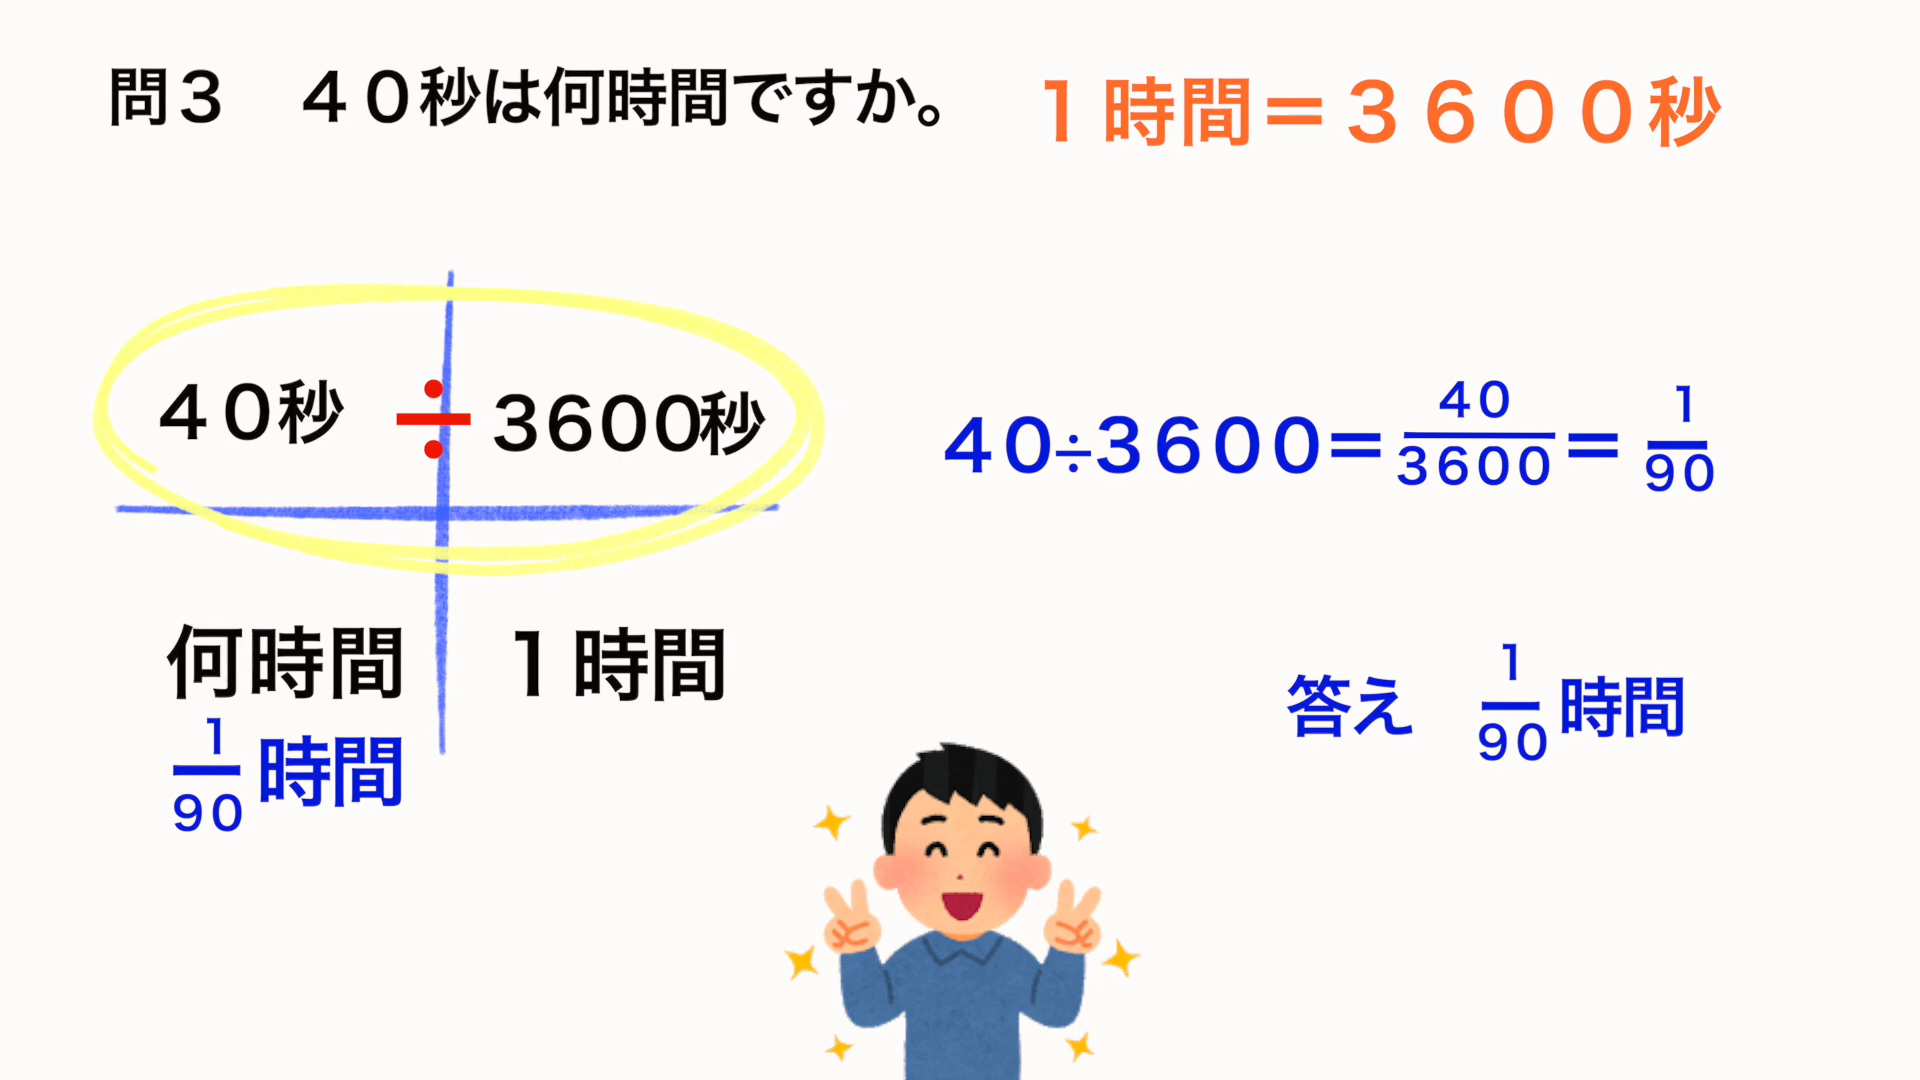 問３　４０秒は何時間ですか。
１時間＝３６００秒
４０秒 ÷ 3600秒
４０÷３６００＝40/3600＝1/90
何時間　１時間
1/90時間
答え　1/90時間